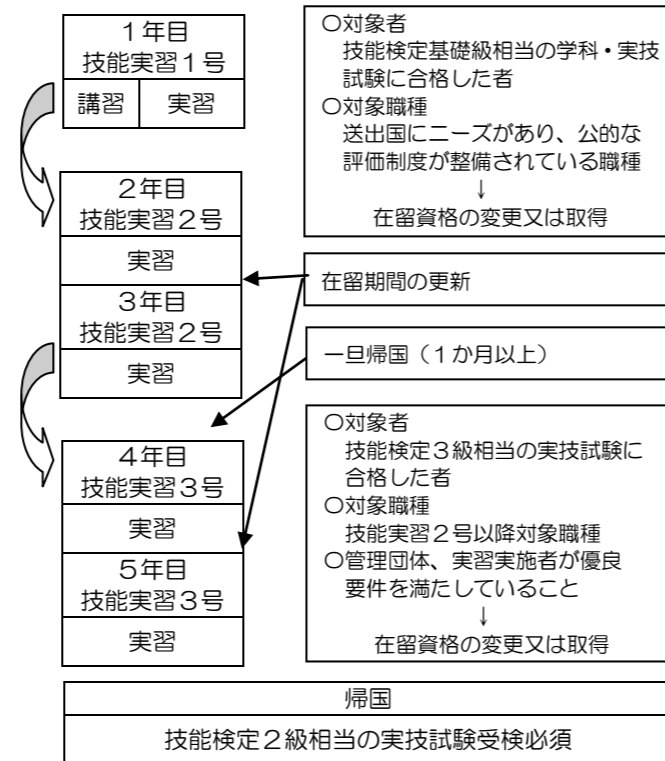 1年目
技能実習1号
講習
実習
2年目
技能実習2号
実習
3年目
技能実習2号
実習
4年目
技能実習3号
実習
5年目
技能実習3号
実習
○対象者
技能検定基礎級相当の学科・実技
試験に合格した者
○対象職種
送出国にニーズがあり、公的な
評価制度が整備されている職種
↓
在留資格の変更又は取得
在留期間の更新
一旦帰国(1か月以上)
○対象者
技能検定3級相当の実技試験に
合格した者
○対象職種
技能実習2号以降対象職種
○管理団体、実習実施者が優良
要件を満たしていること
↓
在留資格の変更又は取得
帰国
技能検定2級相当の実技試験受検必須